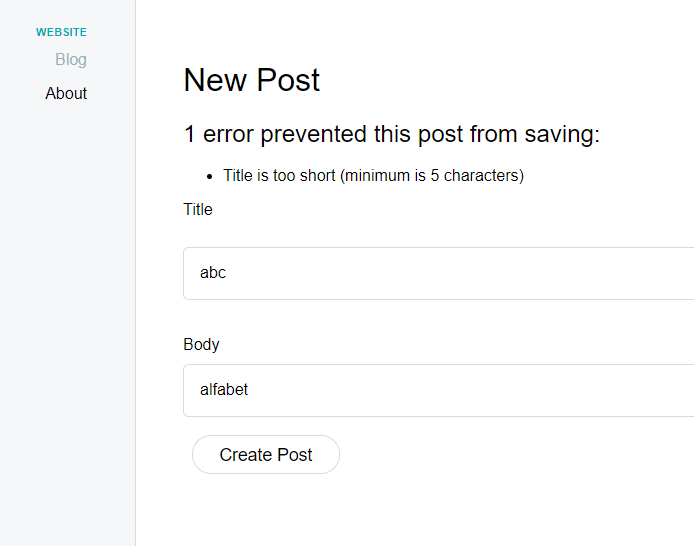 WEBSITE
Blog
About
New Post
1 error prevented this post from saving:
Title is too short (minimum is 5 characters)
Title
abc
Body
alfabet
Create Post